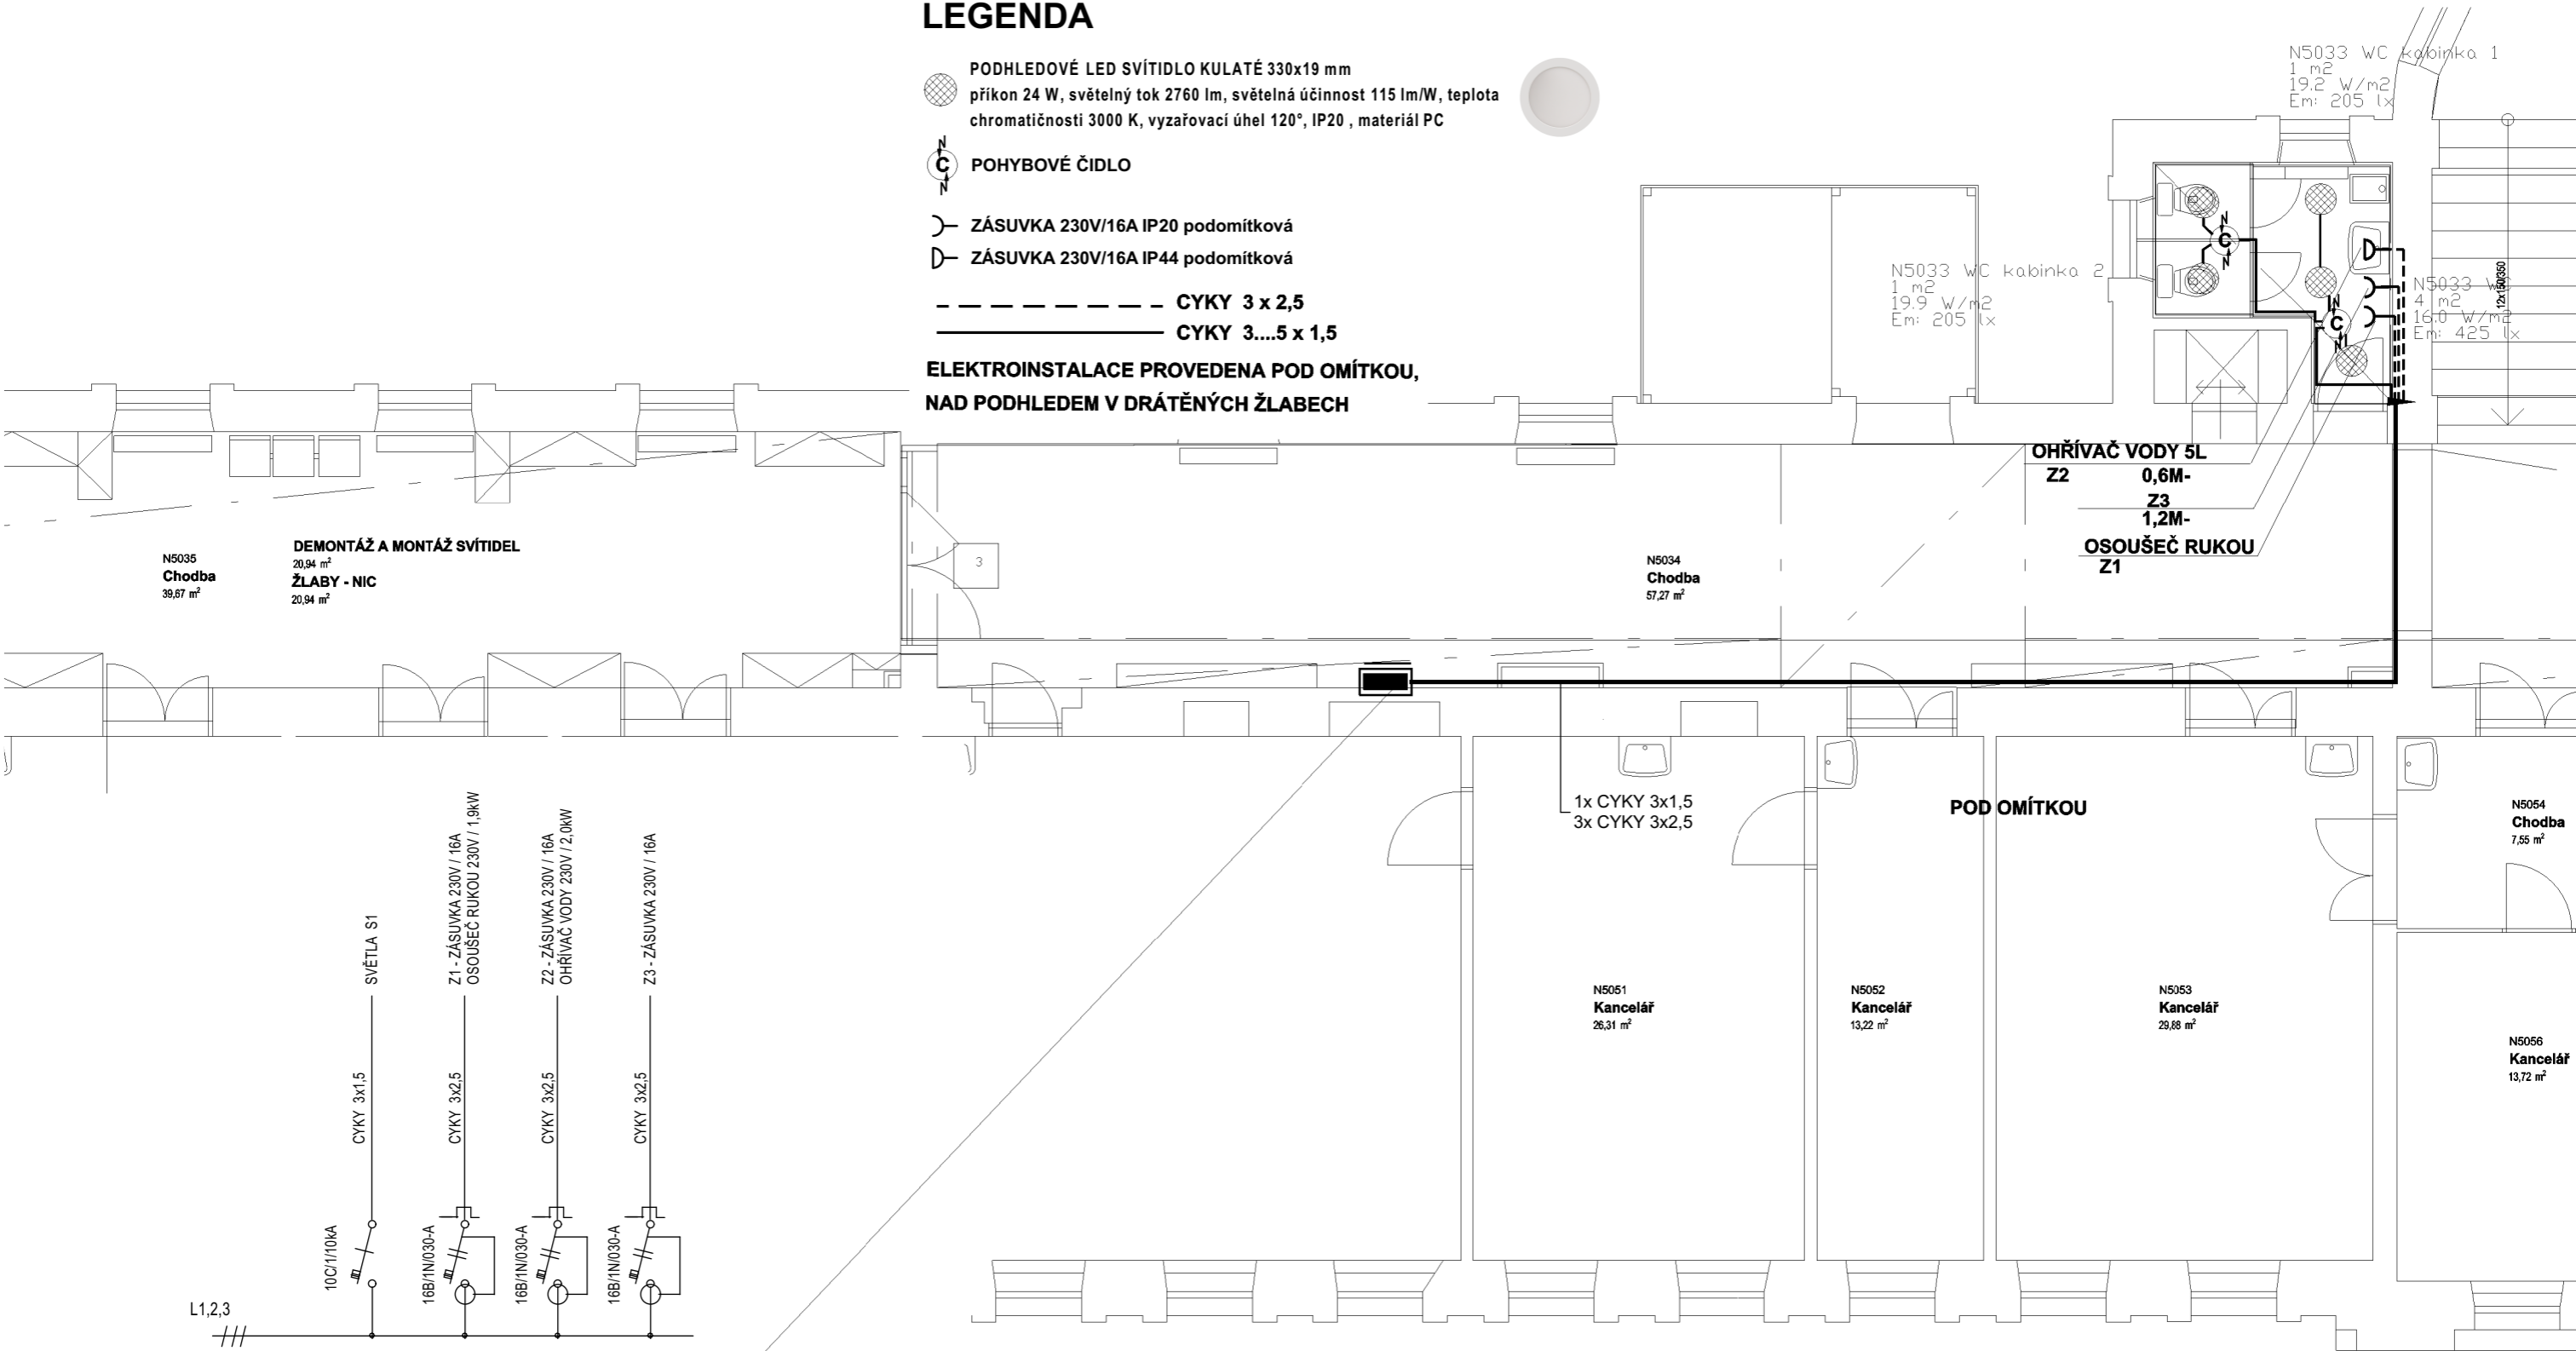 LEGENDA
PODHLEDOVÉ LED SVÍTIDLO KULATÉ 330x19 mm
příkon 24 W, světelný tok 2760 lm, světelná účinnost 115 lm/W, teplota
chromatičnosti 3000 K, vyzařovací úhel 120°, IP20 , materiál PC
N
C
N
POHYBOVÉ ČIDLO
ZÁSUVKA 230V/16A IP20 podomítková
ZÁSUVKA 230V/16A IP44 podomítková
CYKY 3 x 2,5
CYKY 3....5 x 1,5
ELEKTROINSTALACE PROVEDENA POD OMÍTKOU,
NAD PODHLEDEM V DRÁTĚNÝCH ŽLABECH
N5033 WC kabinka 1
1 m2
19.2 W/m2
Em: 205 lx
N5033 WC kabinka 2
1 m2
19.9 W/m2
Em: 205 lx
N
C
N
N
C
N
N5033 WC
4 m2
16.0 W/m2
Em: 425 lx
12x150/350
OHŘÍVAČ VODY 5L
Z2 0,6M-
Z3
1,2M-
OSOUŠEČ RUKOU
Z1
N5035
Chodba
39,67 m²
DEMONTÁŽ A MONTÁŽ SVÍTIDEL
20,94 m²
ŽLABY - NIC
20,94 m²
3
N5034
Chodba
57,27 m²
1x CYKY 3x1,5
3x CYKY 3x2,5
POD OMÍTKOU
N5054
Chodba
7,55 m²
N5051
Kancelář
26,31 m²
N5052
Kancelář
13,22 m²
N5053
Kancelář
29,88 m²
N5056
Kancelář
13,72 m²
SVĚTLA S1
Z1 - ZÁSUVKA 230V / 16A
OSOUŠEČ RUKOU 230V / 1,9kW
Z2 - ZÁSUVKA 230V / 16A
OHŘÍVAČ VODY 230V / 2,0kW
Z3 - ZÁSUVKA 230V / 16A
CYKY 3x1,5
CYKY 3x2,5
CYKY 3x2,5
CYKY 3x2,5
10C/1/10kA
16B/1N/030-A
16B/1N/030-A
16B/1N/030-A
L1,2,3